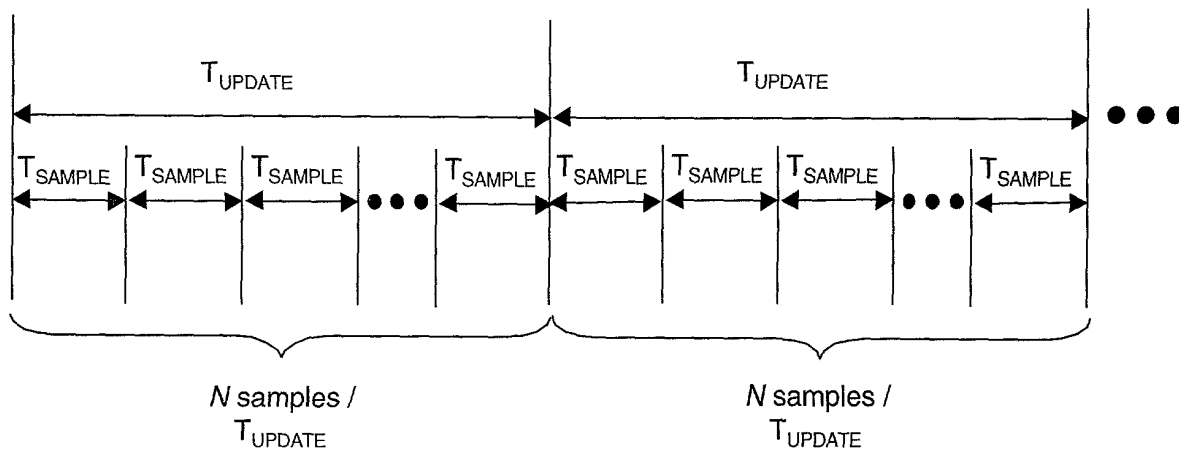 T_UPDATE T_UPDATE
T_SAMPLE T_SAMPLE T_SAMPLE T_SAMPLE T_SAMPLE T_SAMPLE T_SAMPLE T_SAMPLE
N samples / N samples /
T_UPDATE T_UPDATE